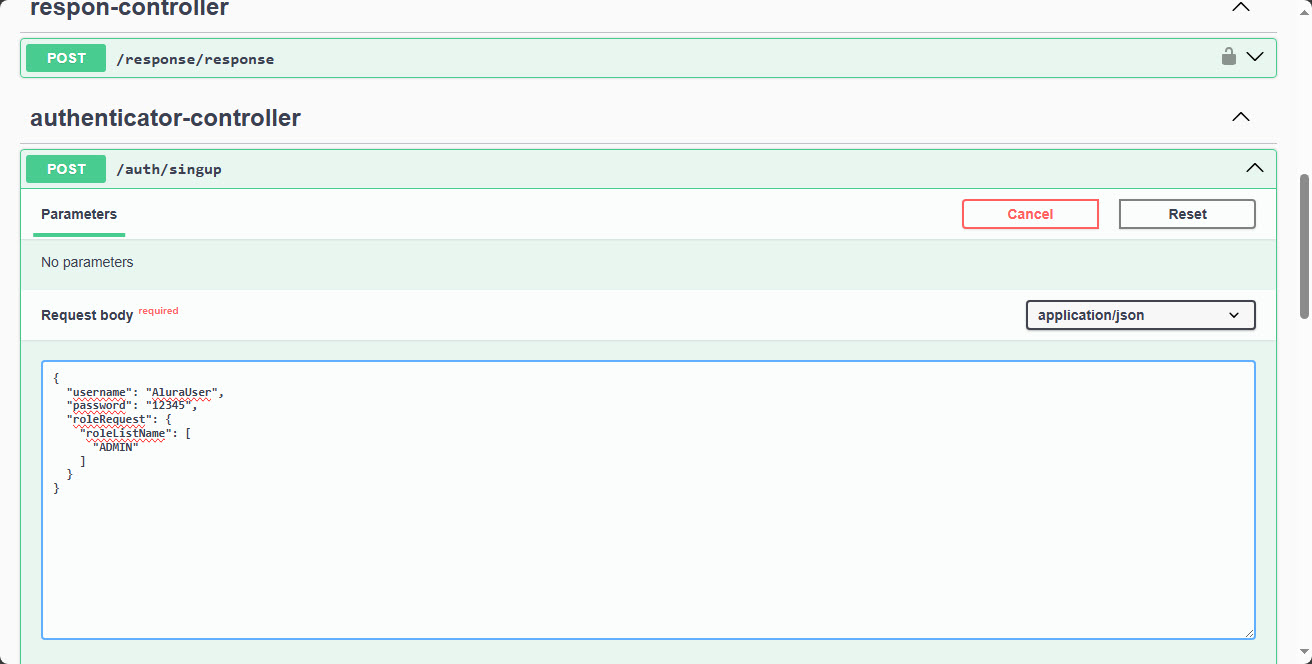 respon-controller
POST /response/response
authenticator-controller
POST /auth/singup
Parameters
Cancel
Reset
No parameters
Request body required
application/json
{
  "username": "AluraUser",
  "password": "12345",
  "roleRequest": {
    "roleListName": [
      "ADMIN"
    ]
  }
}